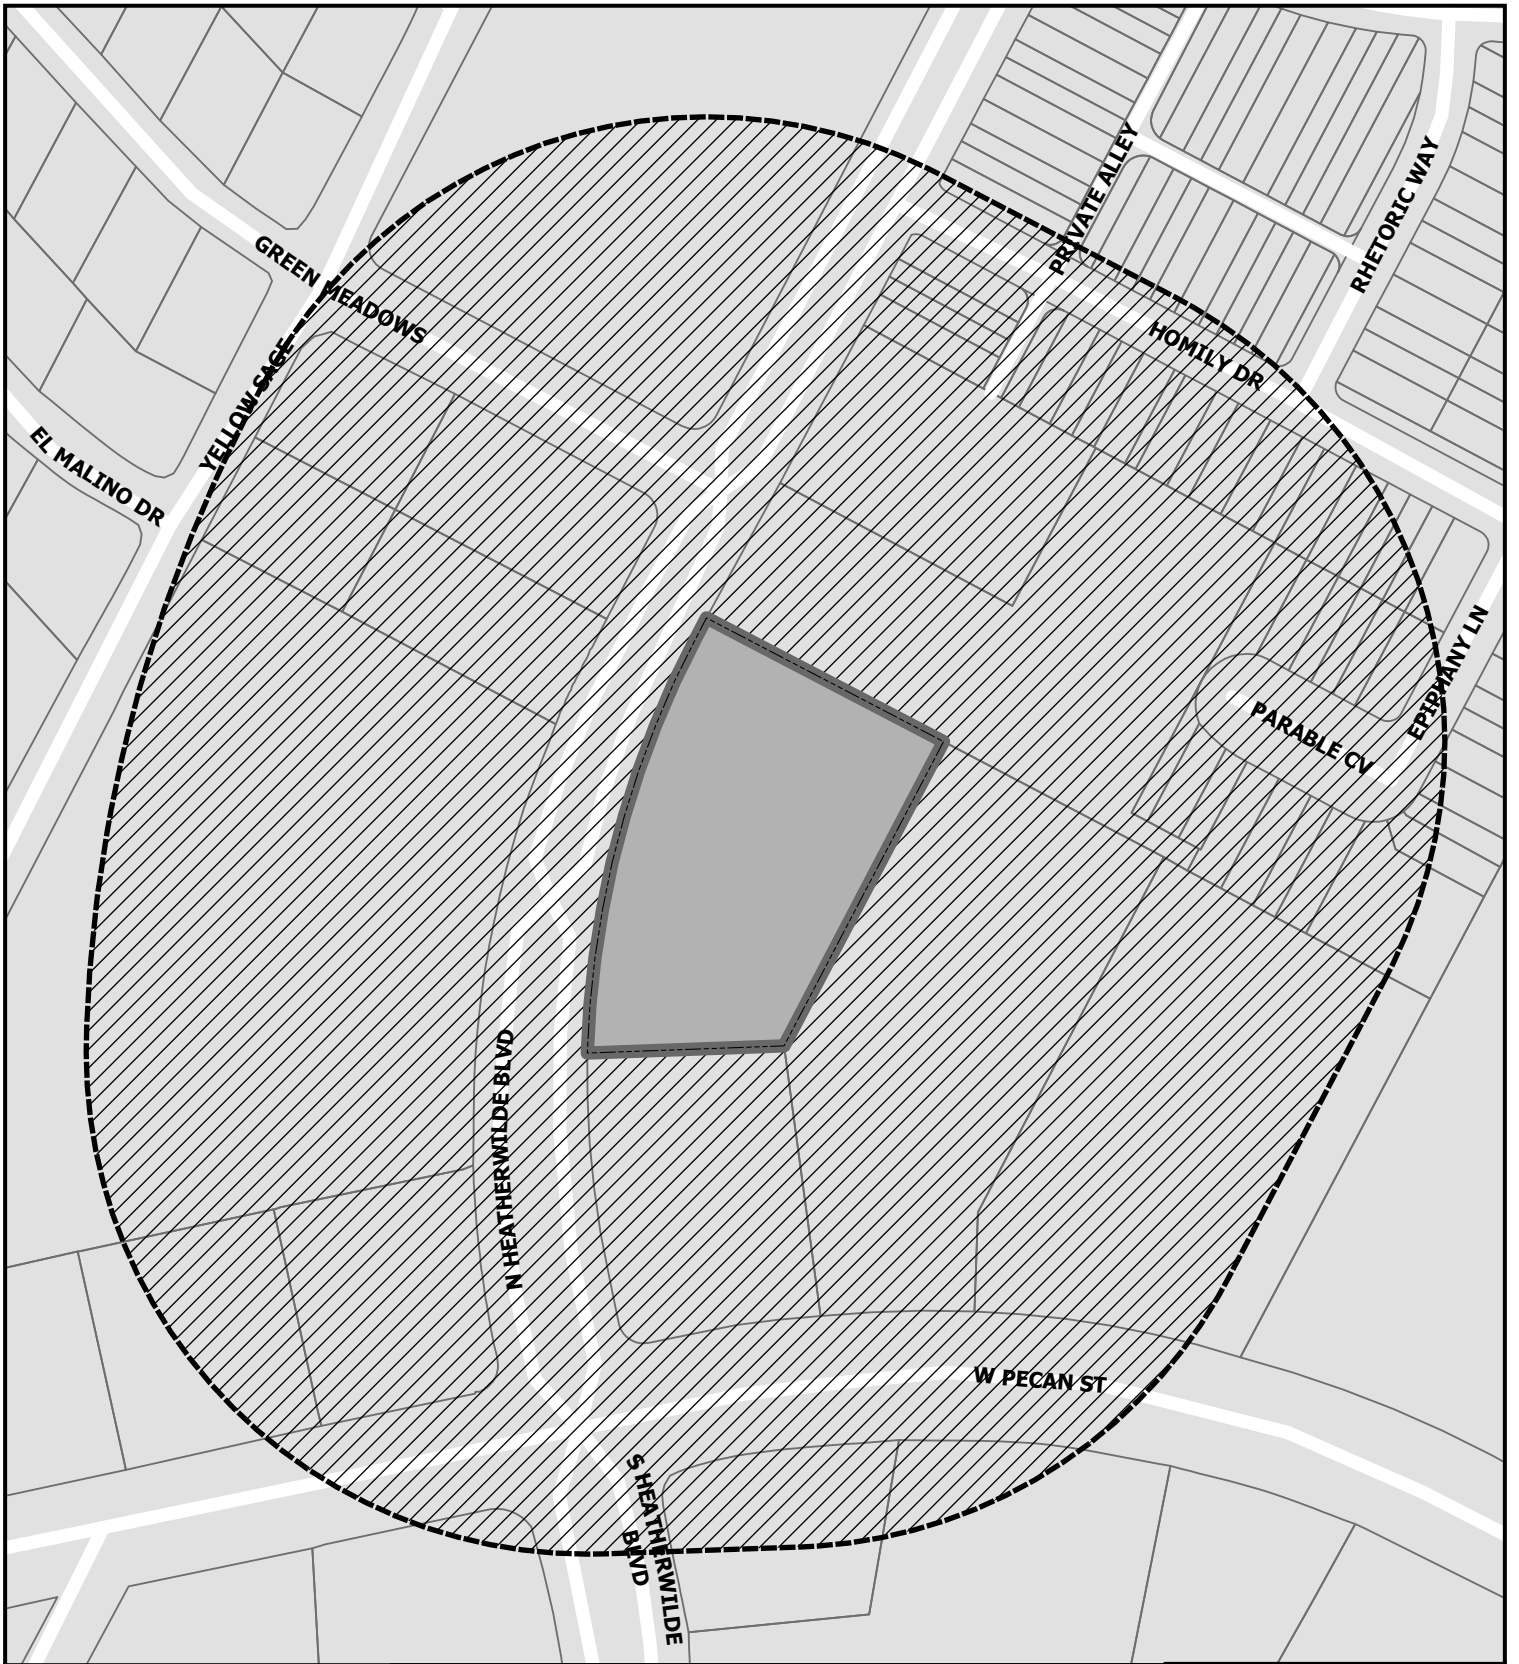 PRIVATE ALLEY
RHETORIC WAY
GREEN MEADOWS
HOMILY DR
YELLOW SAGE
EL MALINO DR
EPIPHANY LN
PARABLE CV
N HEATHERWILDE BLVD
W PECAN ST
S HEATHERWILDE
BLVD